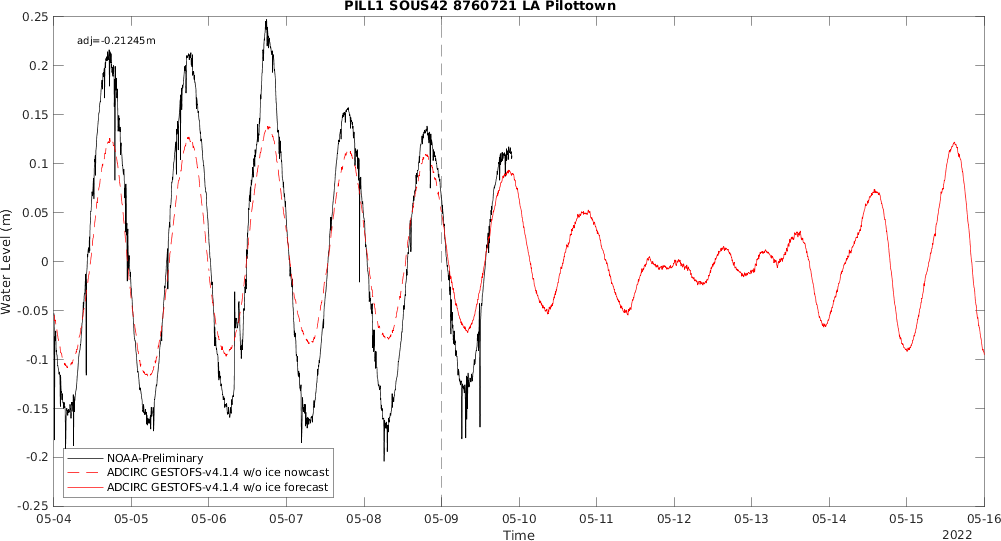 PILL1 SOUS42 8760721 LA Pilottown
adj=-0.21245m
0.25
0.2
0.15
0.1
0.05
0
-0.05
-0.1
-0.15
-0.2
-0.25
Water Level (m)
NOAA-Preliminary
ADCIRC GESTOFS-v4.1.4 w/o ice nowcast
ADCIRC GESTOFS-v4.1.4 w/o ice forecast
05-04 05-05 05-06 05-07 05-08 05-09 05-10 05-11 05-12 05-13 05-14 05-15 05-16
Time
2022